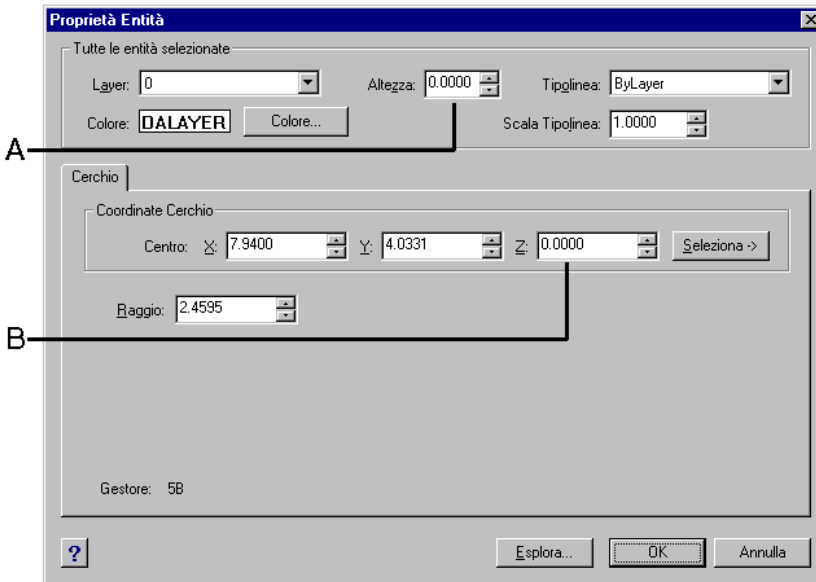 Proprietà Entità
Tutte le entità selezionate
Layer: 0 Altezza: 0.0000 Tipolinea: ByLayer
Colore: DALAYER Colore... Scala Tipolinea: 1.0000
A
Cerchio
Coordinate Cerchio
Centro: X: 7.9400 Y: 4.0331 Z: 0.0000 Seleziona ->
Raggio: 2.4595
B
Gestore: 5B
? Esplora... OK Annulla